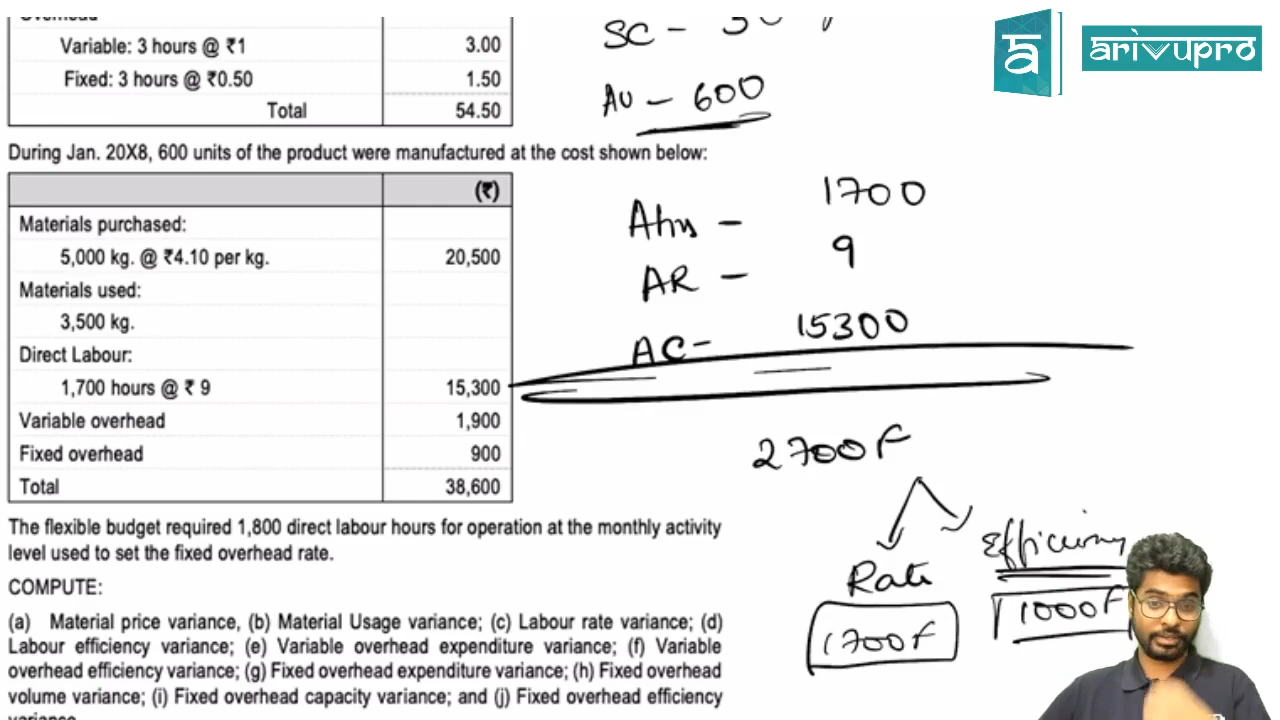 Overhead
Variable: 3 hours @ ₹1 3.00
Fixed: 3 hours @ ₹0.50 1.50
Total 54.50
During Jan. 20X8, 600 units of the product were manufactured at the cost shown below:
(₹)
Materials purchased:
5,000 kg. @ ₹4.10 per kg. 20,500
Materials used:
3,500 kg.
Direct Labour:
1,700 hours @ ₹ 9 15,300
Variable overhead 1,900
Fixed overhead 900
Total 38,600
The flexible budget required 1,800 direct labour hours for operation at the monthly activity
level used to set the fixed overhead rate.
COMPUTE:
(a) Material price variance, (b) Material Usage variance; (c) Labour rate variance; (d)
Labour efficiency variance; (e) Variable overhead expenditure variance; (f) Variable
overhead efficiency variance; (g) Fixed overhead expenditure variance; (h) Fixed overhead
volume variance; (i) Fixed overhead capacity variance; and (j) Fixed overhead efficiency
variance
SC -
AU - 600
Ahrs - 1700
AR - 9
AC - 15300
2700 F
Rate
1700 F
Efficiency
1000 F
arivupro